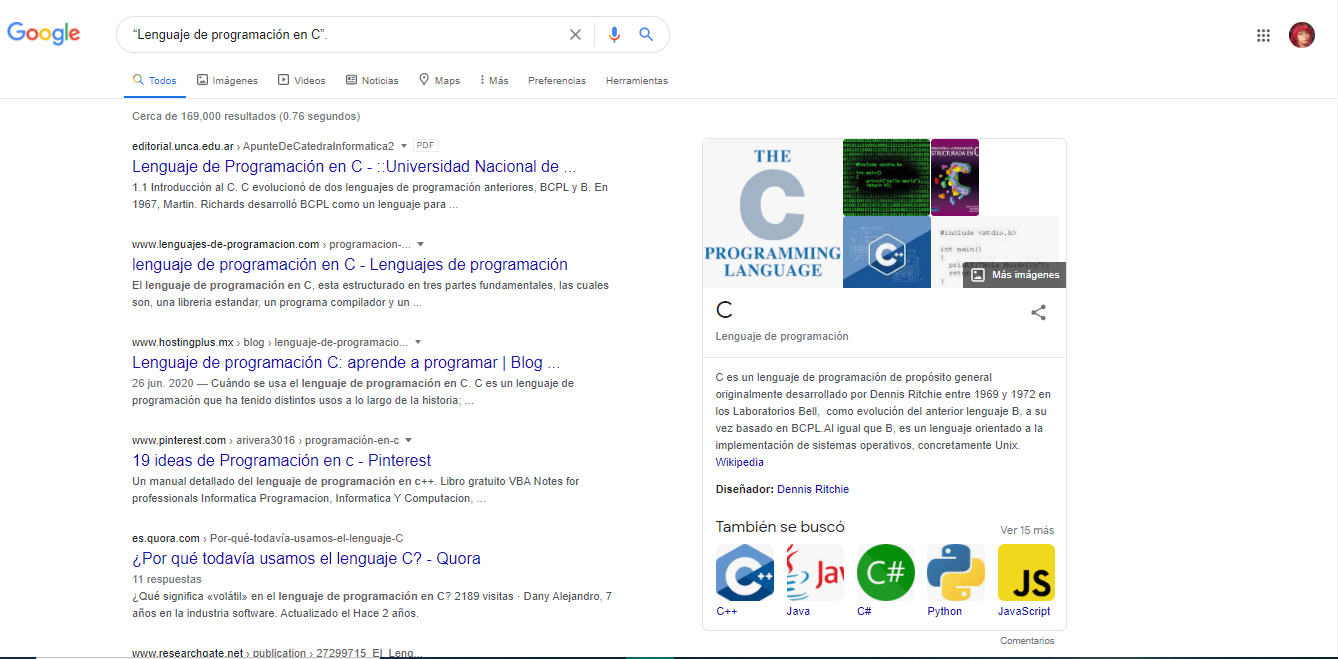 Google
“Lenguaje de programación en C”.
Todos
Imágenes
Videos
Noticias
Maps
Más
Preferencias
Herramientas
Cerca de 169,000 resultados (0.76 segundos)
editorial.unca.edu.ar › ApunteDeCatedraInformatica2 PDF
Lenguaje de Programación en C - ::Universidad Nacional de ...
1.1 Introducción al C. C evolucionó de dos lenguajes de programación anteriores, BCPL y B. En
1967, Martin. Richards desarrolló BCPL como un lenguaje para ...
www.lenguajes-de-programacion.com › programacion-...
lenguaje de programación en C - Lenguajes de programación
El lenguaje de programación en C, esta estructurado en tres partes fundamentales, las cuales
son, una libreria estandar, un programa compilador y un ...
www.hostingplus.mx › blog › lenguaje-de-programacio...
Lenguaje de programación C: aprende a programar | Blog ...
26 jun. 2020 — Cuándo se usa el lenguaje de programación en C. C es un lenguaje de
programación que ha tenido distintos usos a lo largo de la historia; ...
www.pinterest.com › arivera3016 › programación-en-c
19 ideas de Programación en c - Pinterest
Un manual detallado del lenguaje de programación en c++. Libro gratuito VBA Notes for
professionals Informatica Programacion, Informatica Y Computacion, ...
es.quora.com › Por-qué-todavía-usamos-el-lenguaje-C
¿Por qué todavía usamos el lenguaje C? - Quora
11 respuestas
¿Qué significa «volátil» en el lenguaje de programación en C? 2189 visitas · Dany Alejandro, 7
años en la industria software. Actualizado el Hace 2 años.
www.researchgate.net › publication › 27299715_El_Leng...
THE
C
PROGRAMMING
LANGUAGE
#include <stdio.h>
int main()
{
printf("Hello World");
return 42;
ESTRUCTURADA EN C
C++
#include <stdio.h>
int main()
{
Más imágenes
C
Lenguaje de programación
C es un lenguaje de programación de propósito general
originalmente desarrollado por Dennis Ritchie entre 1969 y 1972 en
los Laboratorios Bell, como evolución del anterior lenguaje B, a su
vez basado en BCPL.Al igual que B, es un lenguaje orientado a la
implementación de sistemas operativos, concretamente Unix.
Wikipedia
Diseñador: Dennis Ritchie
También se buscó
Ver 15 más
C++
Jav
C#
JS
C++
Java
C#
Python
JavaScript
Comentarios